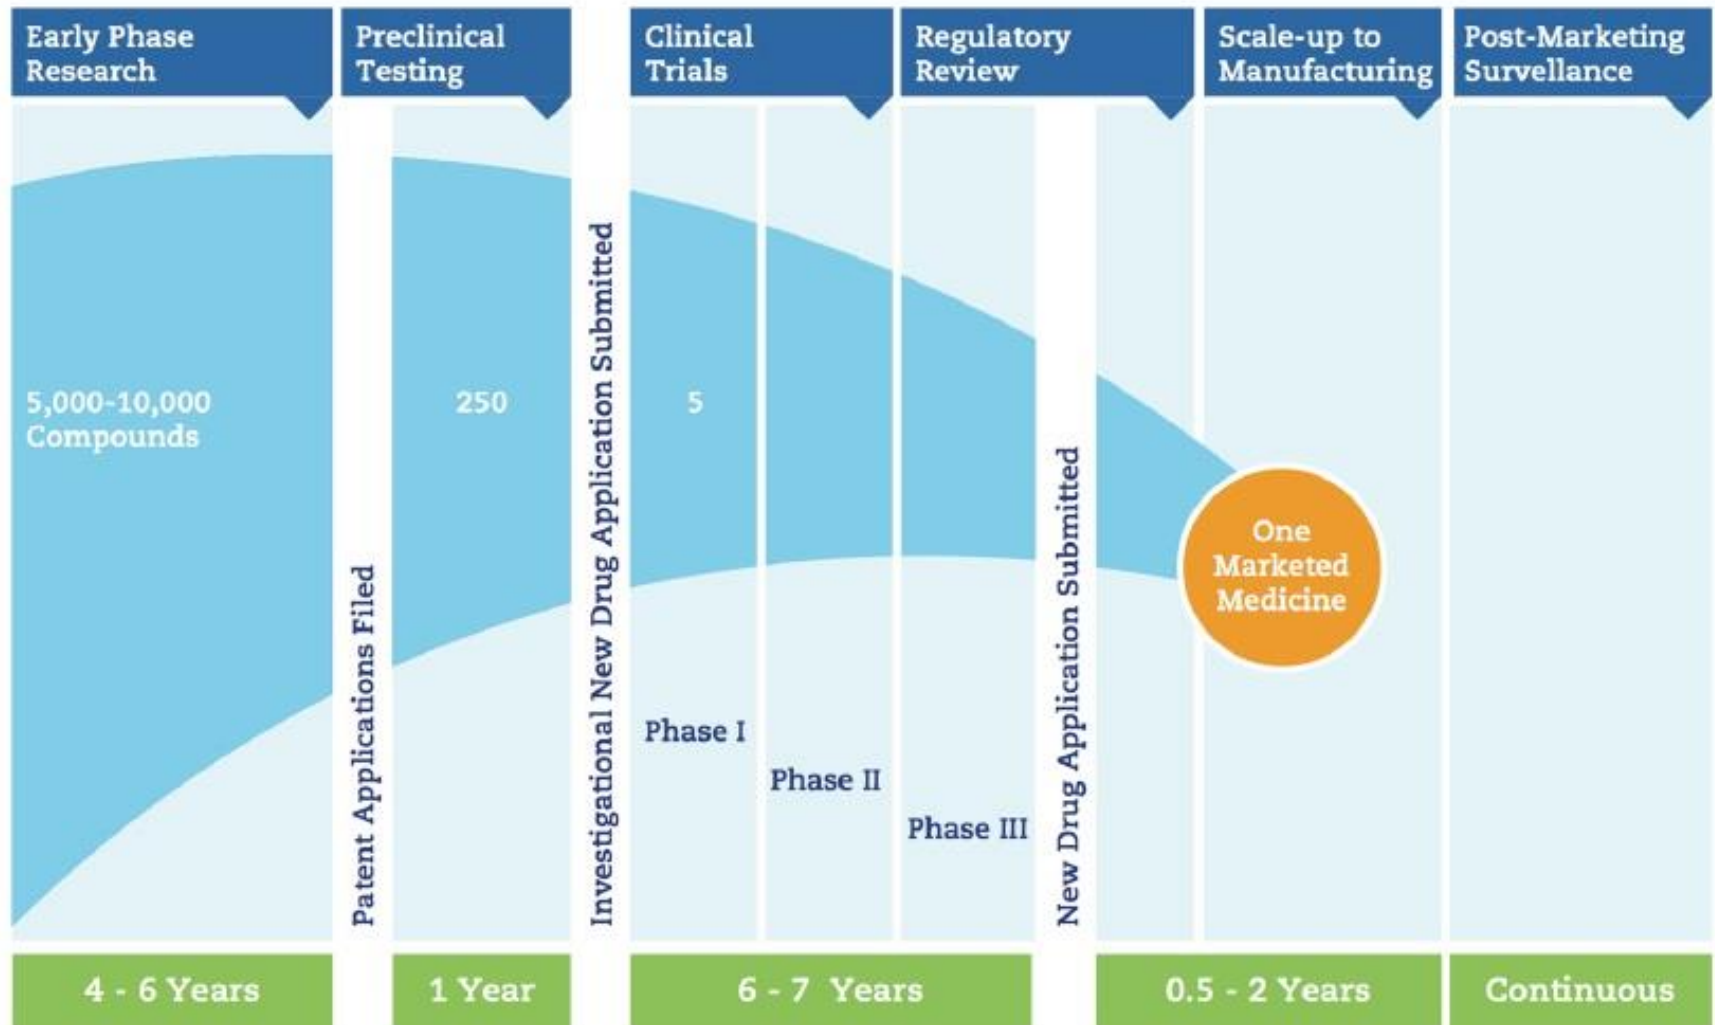 Early Phase
Research
Preclinical
Testing
Clinical
Trials
Regulatory
Review
Scale-up to
Manufacturing
Post-Marketing
Survellance
5,000-10,000
Compounds
Patent Applications Filed
250
Investigational New Drug Application Submitted
5
Phase I
Phase II
Phase III
New Drug Application Submitted
One
Marketed
Medicine
4 - 6 Years
1 Year
6 - 7 Years
0.5 - 2 Years
Continuous